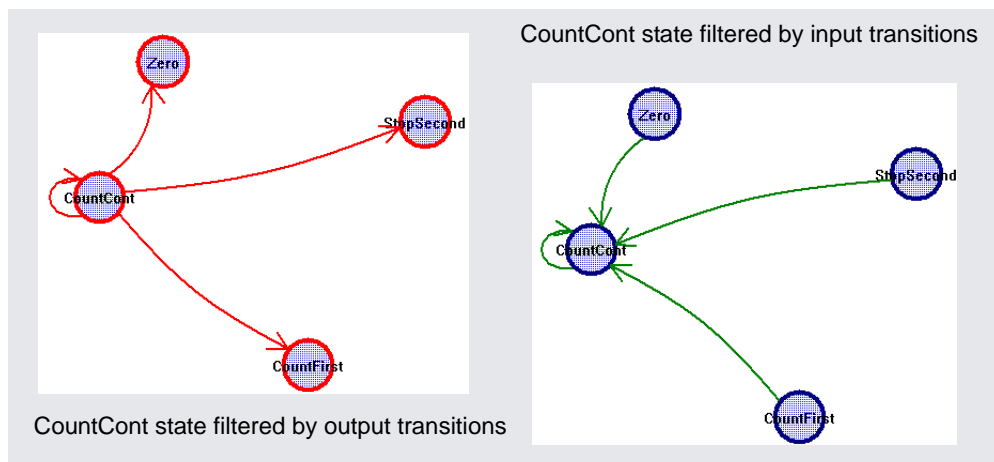 Zero
StopSecond
CountCont
CountFirst
CountCont state filtered by output transitions
CountCont state filtered by input transitions
Zero
StopSecond
CountCont
CountFirst